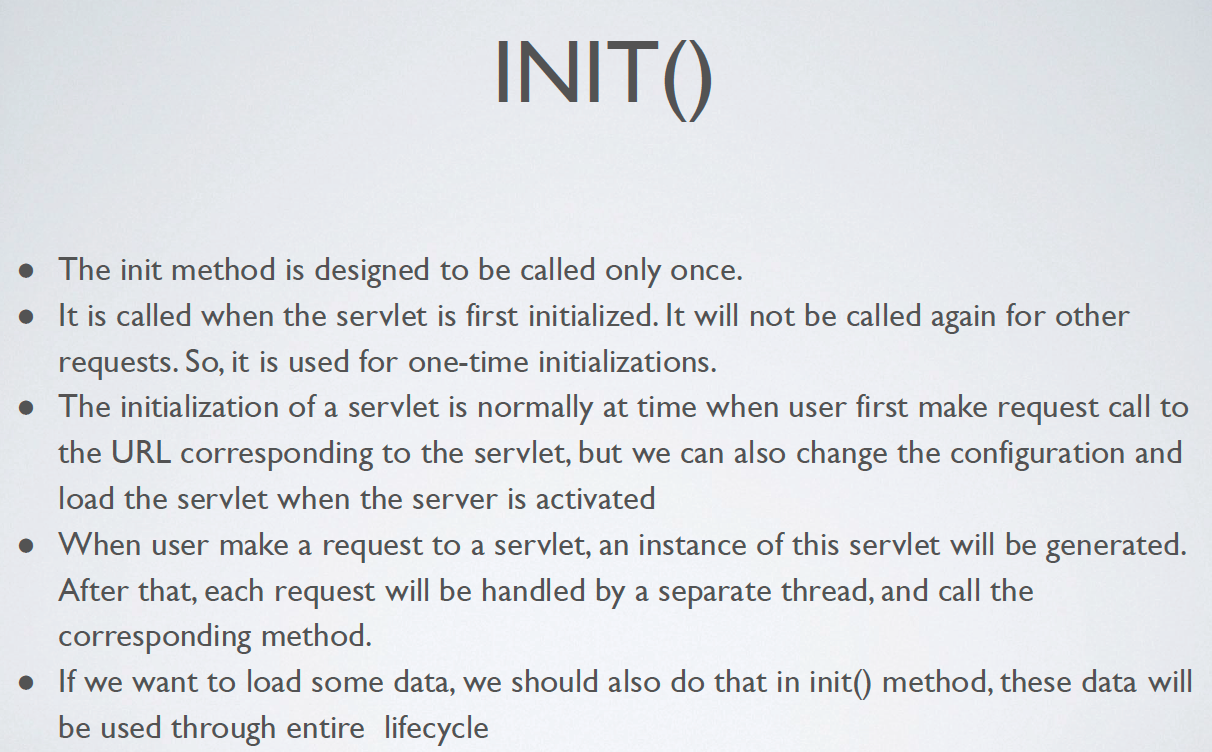 INIT()
● The init method is designed to be called only once.
● It is called when the servlet is first initialized. It will not be called again for other
requests. So, it is used for one-time initializations.
● The initialization of a servlet is normally at time when user first make request call to
the URL corresponding to the servlet, but we can also change the configuration and
load the servlet when the server is activated
● When user make a request to a servlet, an instance of this servlet will be generated.
After that, each request will be handled by a separate thread, and call the
corresponding method.
● If we want to load some data, we should also do that in init() method, these data will
be used through entire lifecycle